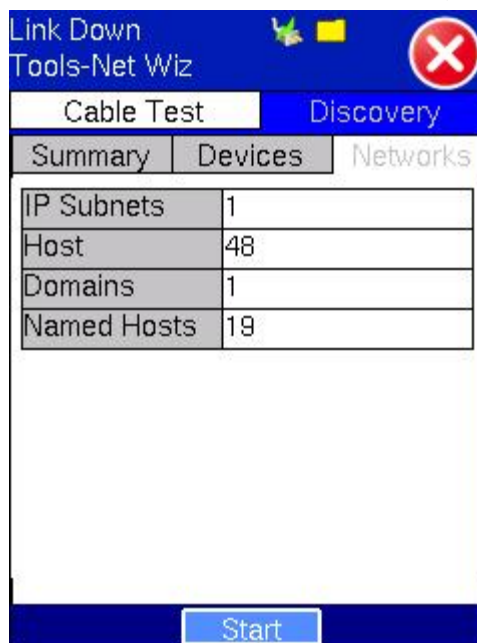 Link Down
Tools-Net Wiz
Cable Test Discovery
Summary Devices Networks
IP Subnets 1
Host 48
Domains 1
Named Hosts 19
Start